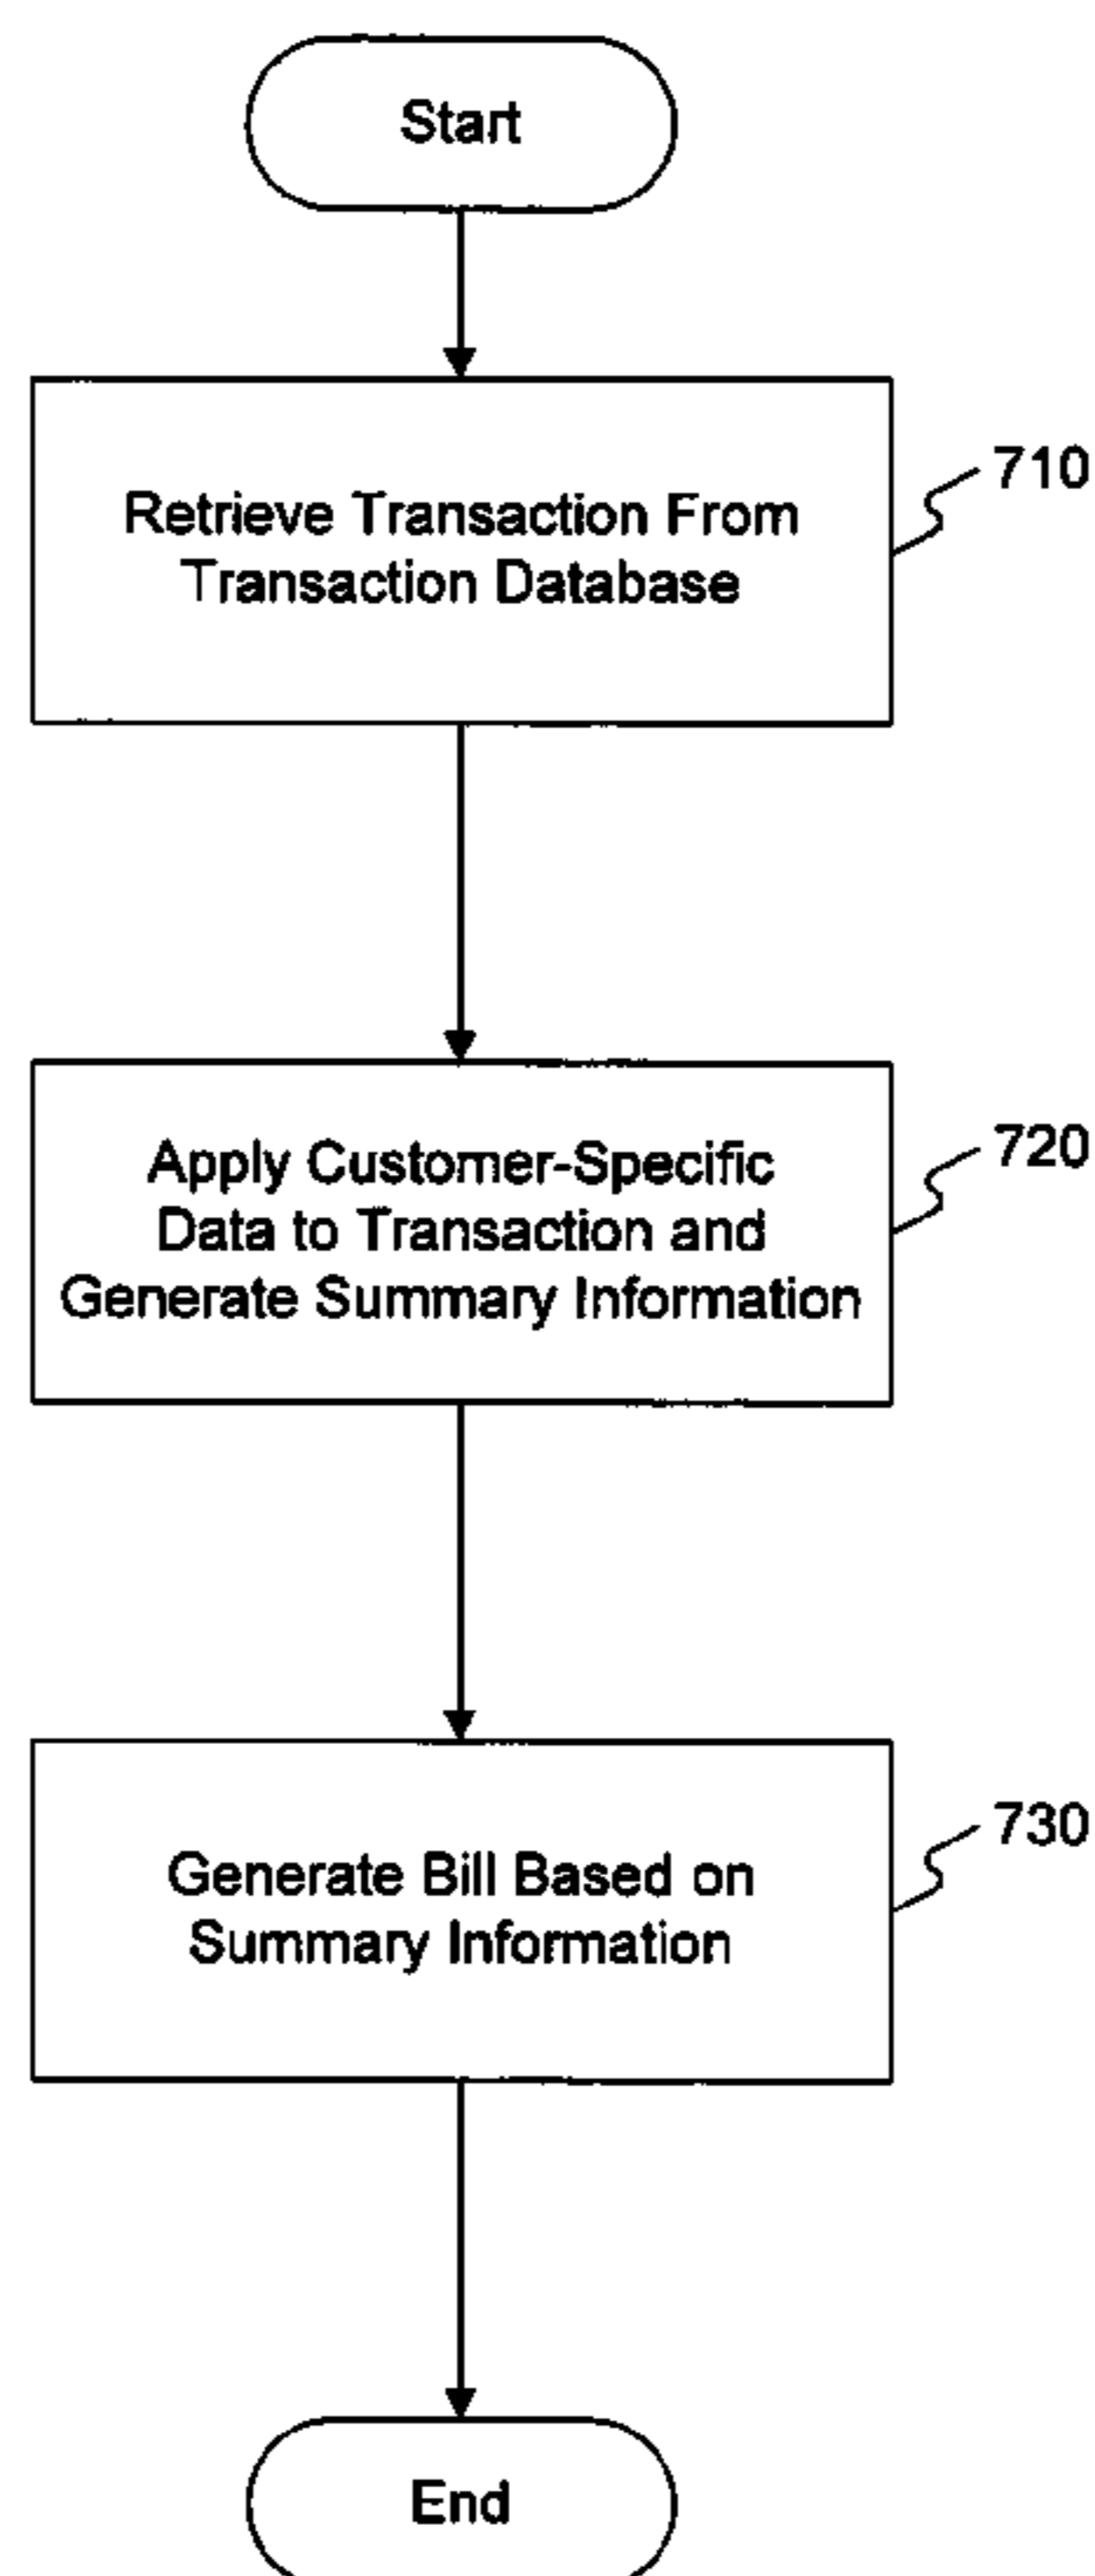 Start
Retrieve Transaction From
Transaction Database
710
Apply Customer-Specific
Data to Transaction and
Generate Summary Information
720
Generate Bill Based on
Summary Information
730
End